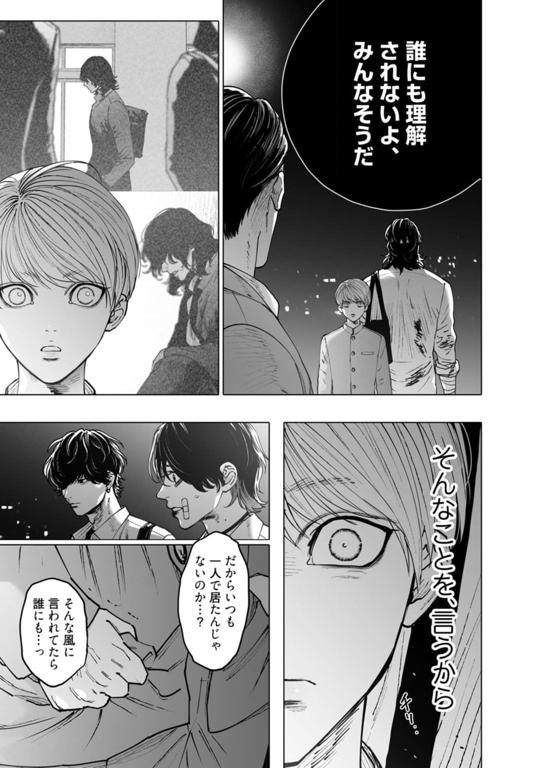 誰にも理解
されないよ、
みんなそうだ
そんなことを、言うから
チリ‥
だからいつも
一人で居たんじゃ
ないのか…？
そんな風に
言われてたら
誰にも…っ